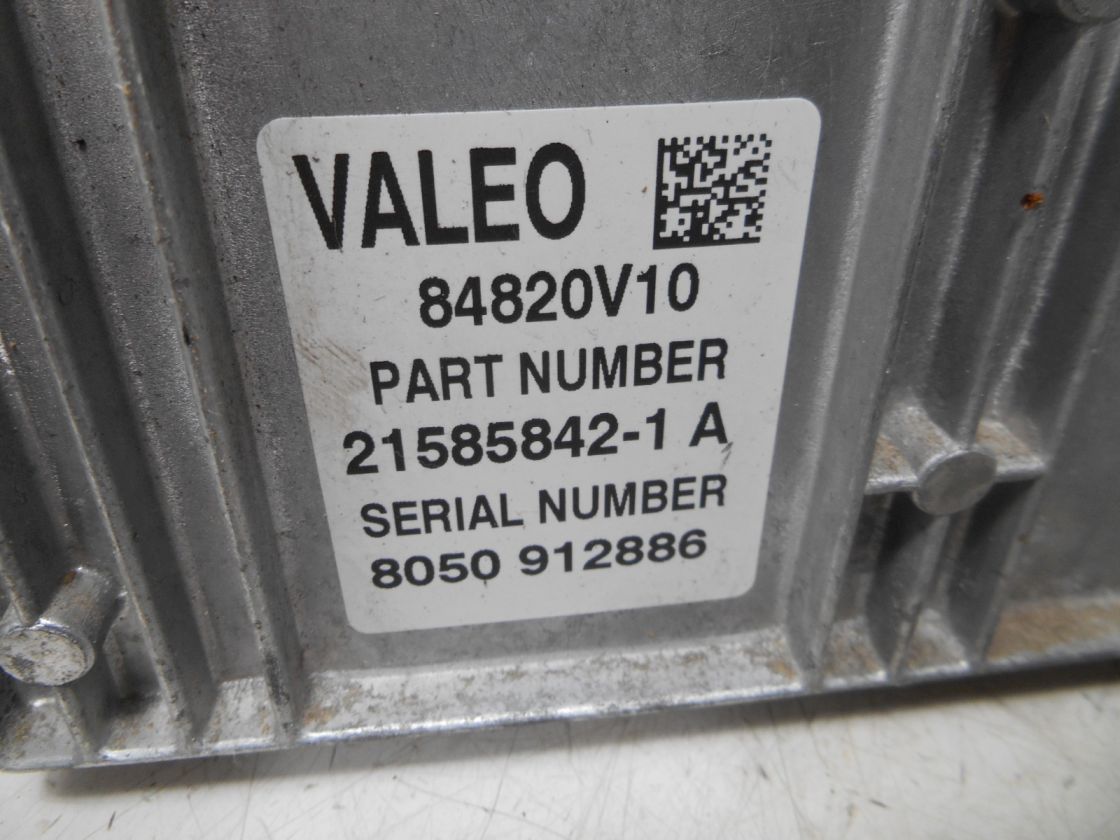 VALEO
84820V10
PART NUMBER
21585842-1 A
SERIAL NUMBER
8050 912886